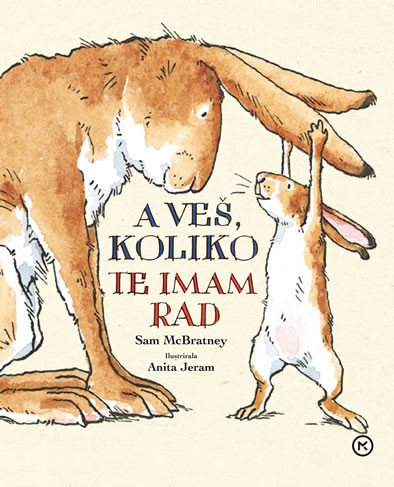 A VEŠ,
KOLIKO
TE IMAM
RAD
Sam McBratney
Ilustrirala
Anita Jeram